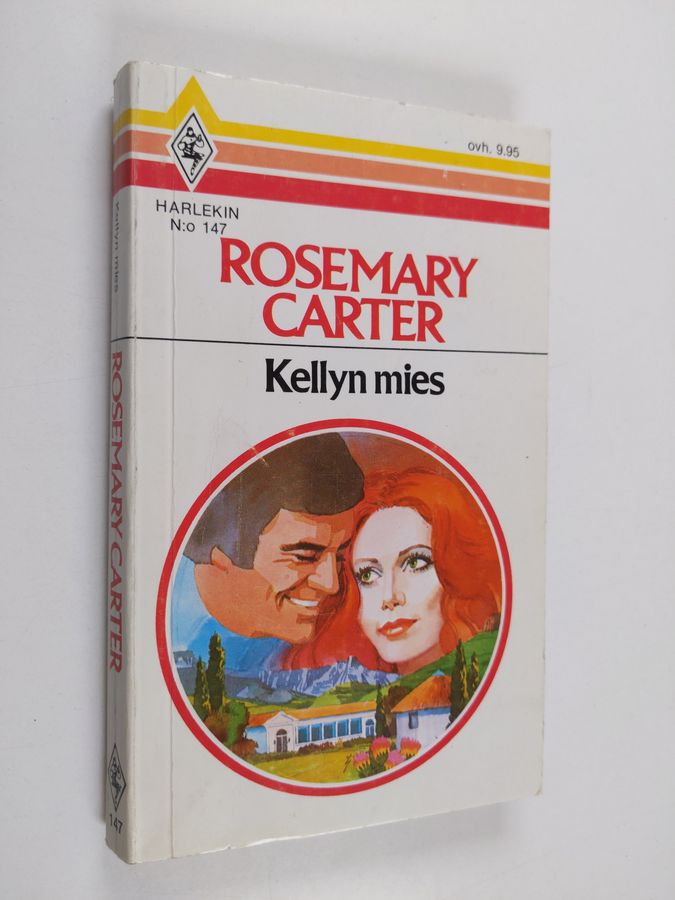 ovh. 9.95
HARLEKIN
N:o 147
ROSEMARY
CARTER
Kellyn mies
Kellyn mies
ROSEMARY CARTER
147